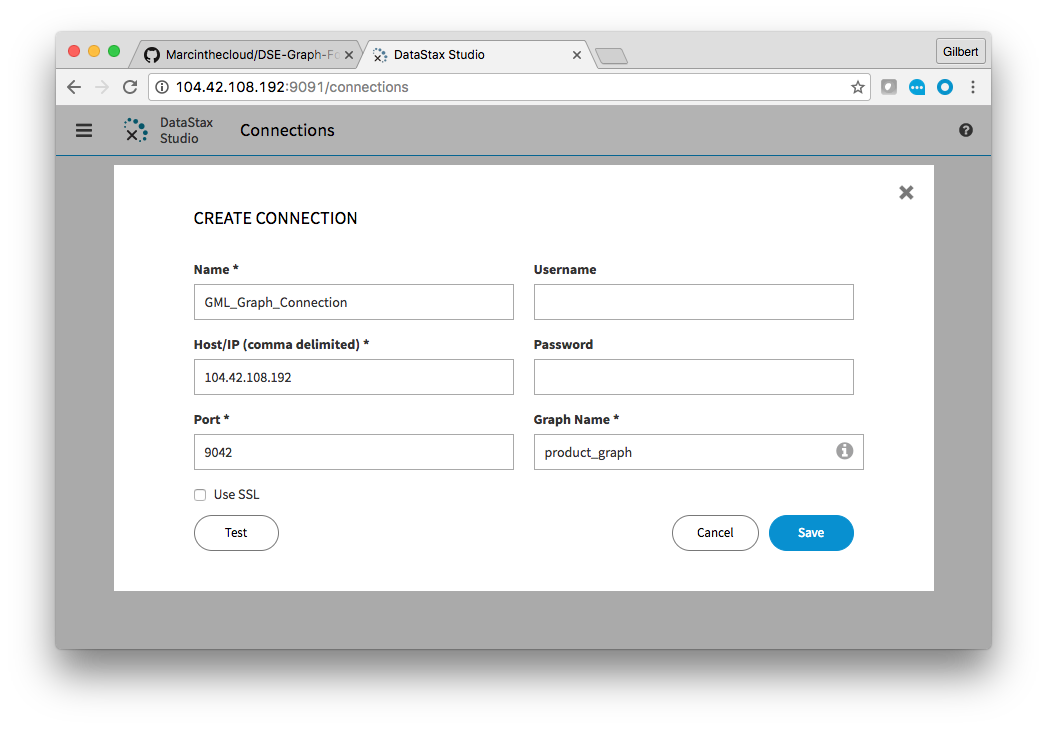 Marcinthecloud/DSE-Graph-Fo
DataStax Studio
Gilbert
104.42.108.192:9091/connections
DataStax
Studio
Connections
CREATE CONNECTION
Name *
Username
GML_Graph_Connection
Host/IP (comma delimited) *
Password
104.42.108.192
Port *
Graph Name *
9042
product_graph
Use SSL
Test
Cancel
Save